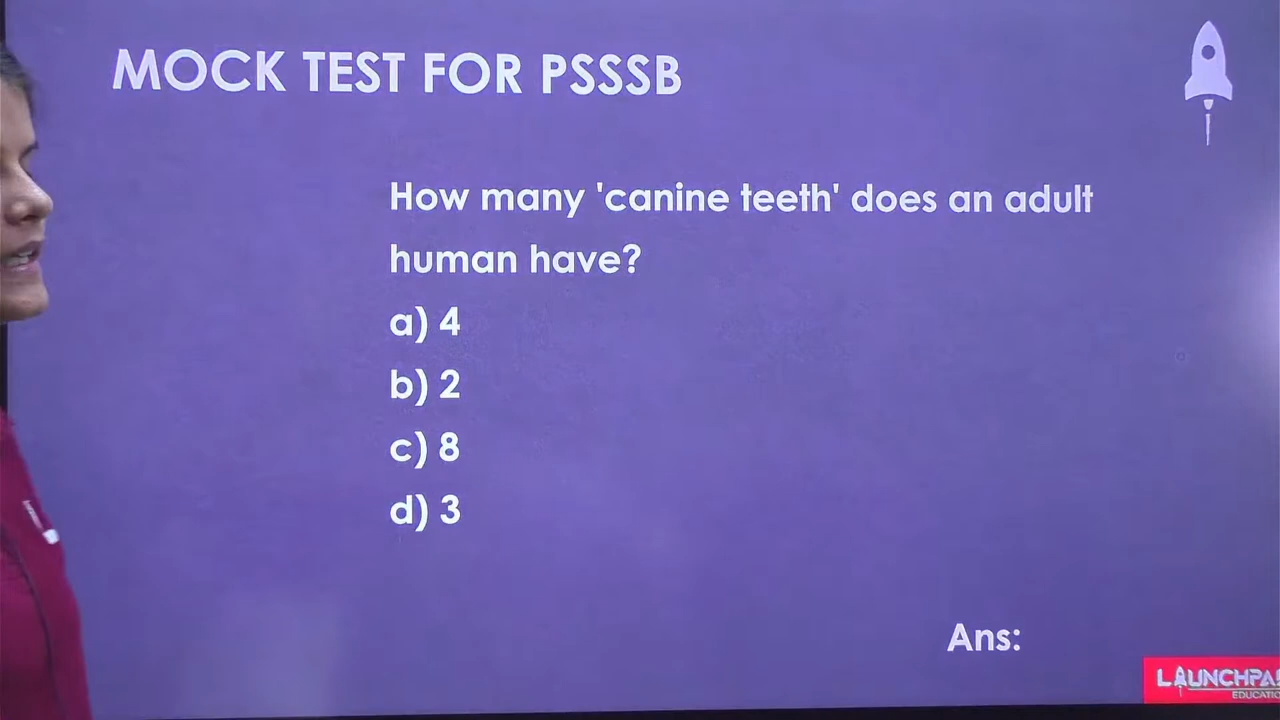 MOCK TEST FOR PSSSB
How many 'canine teeth' does an adult
human have?
a) 4
b) 2
c) 8
d) 3
Ans: